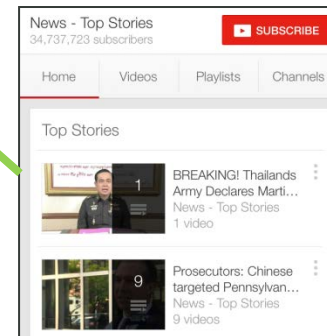 News - Top Stories
34,737,723 subscribers
SUBSCRIBE
Home Videos Playlists Channels
Top Stories
1
BREAKING! Thailands
Army Declares Marti...
News - Top Stories
1 video
9
Prosecutors: Chinese
targeted Pennsylvan...
News - Top Stories
9 videos